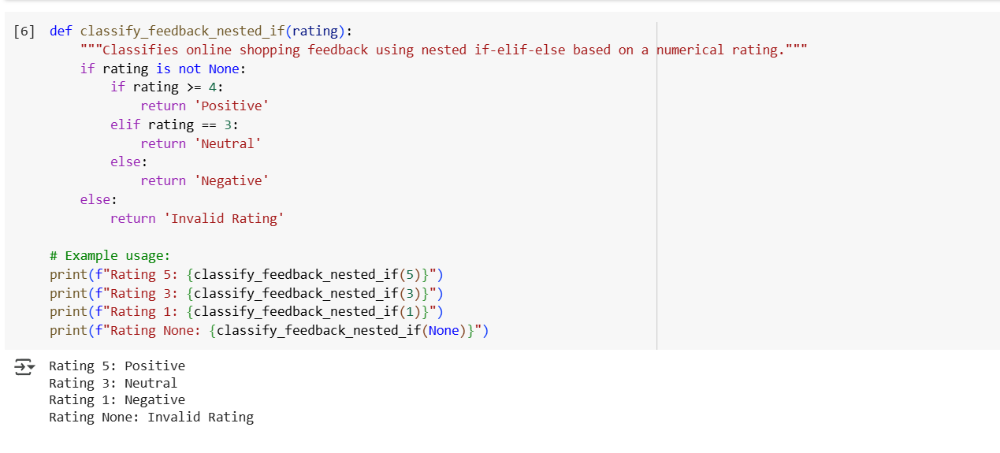 [6] def classify_feedback_nested_if(rating):
    """Classifies online shopping feedback using nested if-elif-else based on a numerical rating."""
    if rating is not None:
        if rating >= 4:
            return 'Positive'
        elif rating == 3:
            return 'Neutral'
        else:
            return 'Negative'
    else:
        return 'Invalid Rating'

# Example usage:
print(f"Rating 5: {classify_feedback_nested_if(5)}")
print(f"Rating 3: {classify_feedback_nested_if(3)}")
print(f"Rating 1: {classify_feedback_nested_if(1)}")
print(f"Rating None: {classify_feedback_nested_if(None)}")
Rating 5: Positive
Rating 3: Neutral
Rating 1: Negative
Rating None: Invalid Rating